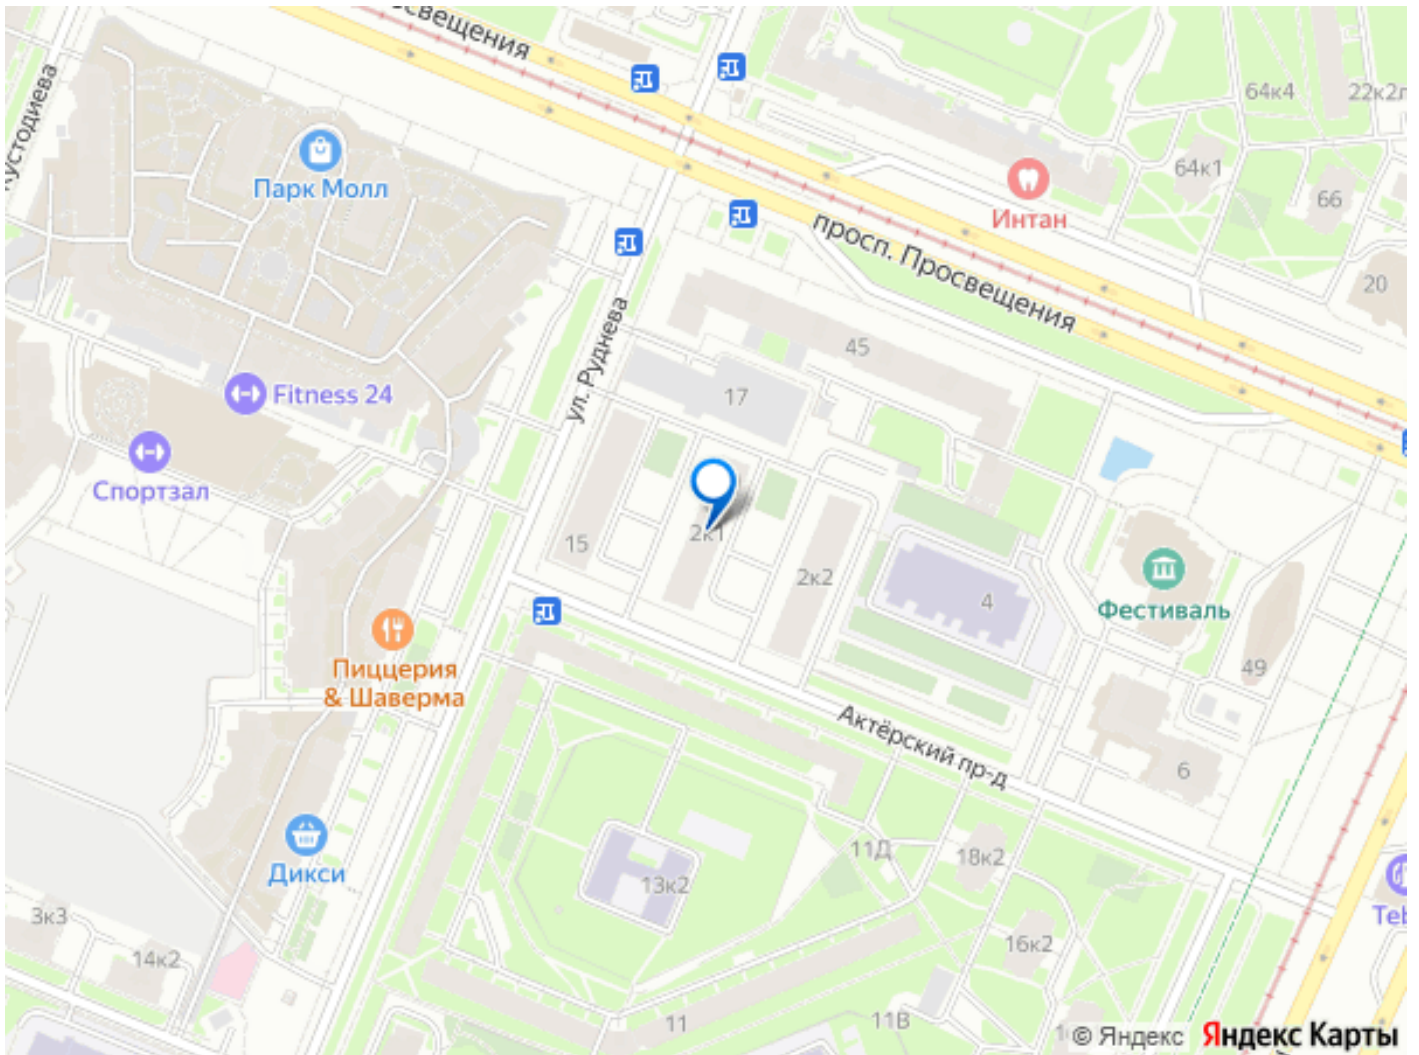 свещения
Кустодиева
64к4
22к2л
Парк Молл
64к1
66
Интан
просп. Просвещения
20
ул. Руднева
45
17
Fitness 24
Спортзал
15
2к1
2к2
4
Фестиваль
49
Пиццерия
& Шаверма
Актёрский пр-д
6
Дикси
11Д
18к2
13к2
3к3
16к2
14к2
11
11В
© Яндекс
Яндекс Карты